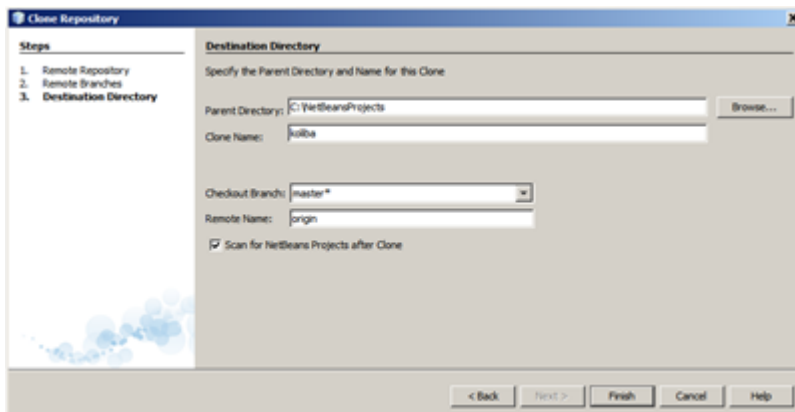 Clone Repository
Steps
1. Remote Repository
2. Remote Branches
3. Destination Directory
Destination Directory
Specify the Parent Directory and Name for this Clone
Parent Directory: C:\NetBeansProjects Browse...
Clone Name: koliba
Checkout Branch: master*
Remote Name: origin
Scan for NetBeans Projects after Clone
< Back Next > Finish Cancel Help